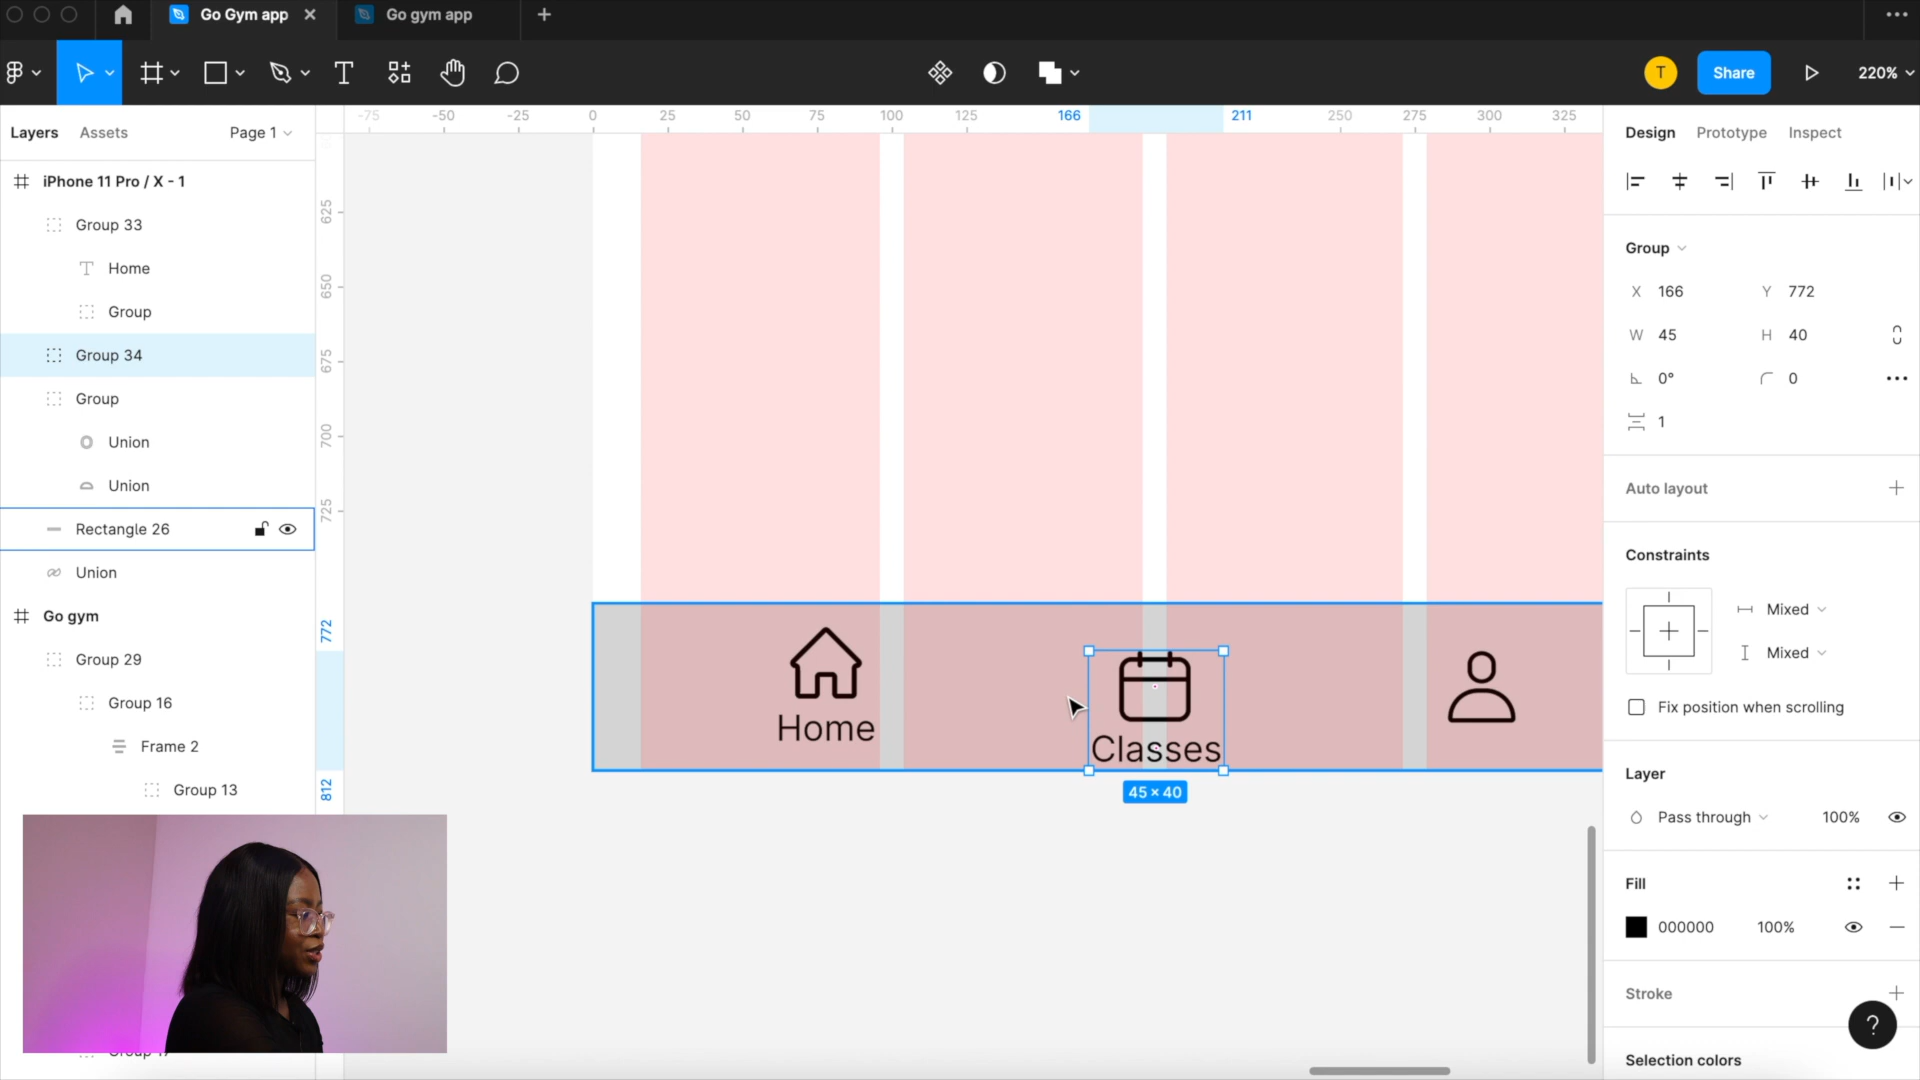 Go Gym app
Go gym app
T
Share
220%
Layers
Assets
Page 1
-75
-50
-25
0
25
50
75
100
125
166
211
250
275
300
325
Design
Prototype
Inspect
iPhone 11 Pro / X - 1
Group 33
Home
Group
Group 34
Group
Union
Union
Rectangle 26
Union
Go gym
Group 29
Group 16
Frame 2
Group 13
625
650
675
700
725
772
812
Home
Classes
45 × 40
Group
X 166
Y 772
W 45
H 40
0°
0
1
Auto layout
Constraints
Mixed
Mixed
Fix position when scrolling
Layer
Pass through
100%
Fill
000000
100%
Stroke
?
Selection colors